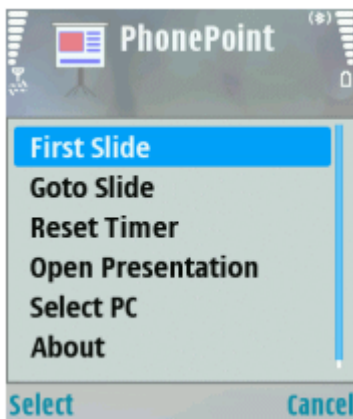 PhonePoint
First Slide
Goto Slide
Reset Timer
Open Presentation
Select PC
About
Select Cancel